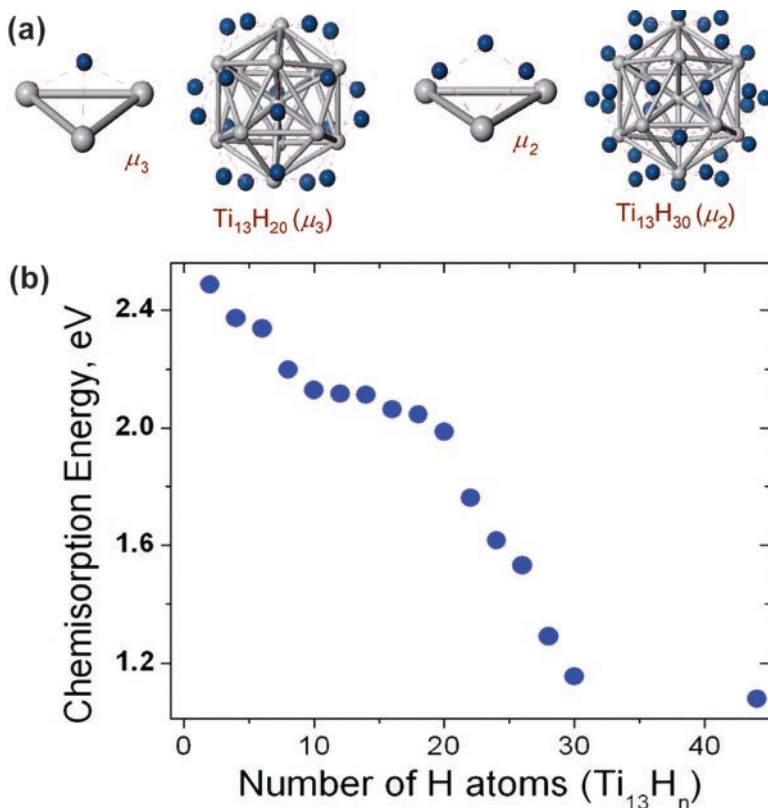 (a)
μ3
Ti13H20 (μ3)
μ2
Ti13H30 (μ2)
(b)
Chemisorption Energy, eV
2.4
2.0
1.6
1.2
0 10 20 30 40
Number of H atoms (Ti13Hn)